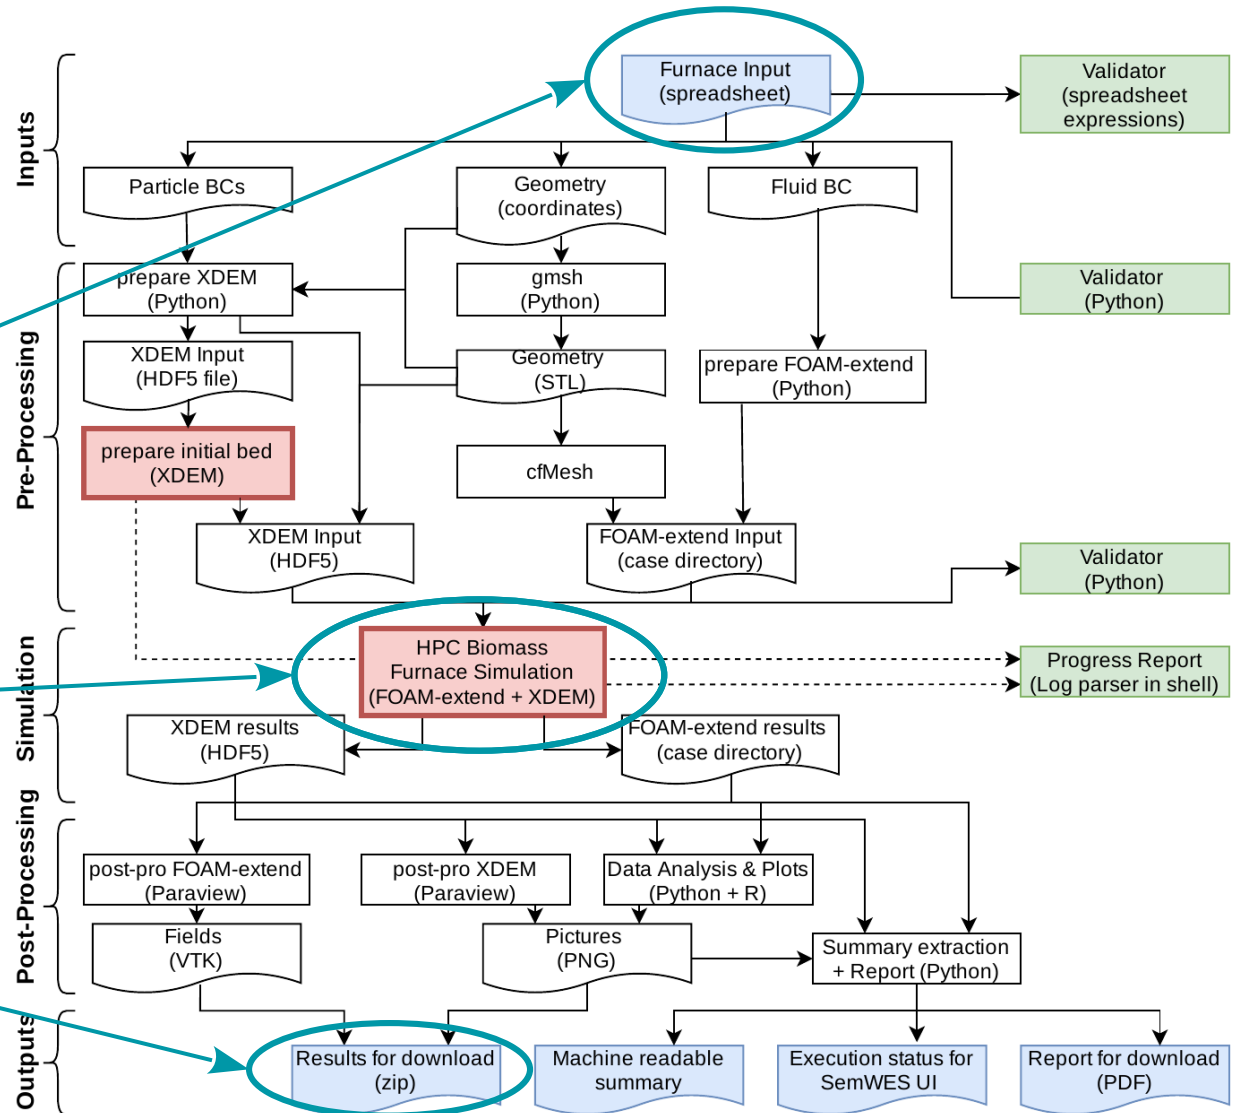 Furnace Input
(spreadsheet)
Validator
(spreadsheet
expressions)
Inputs
Particle BCs
Geometry
(coordinates)
Fluid BC
prepare XDEM
(Python)
gmsh
(Python)
Validator
(Python)
Pre-Processing
XDEM Input
(HDF5 file)
Geometry
(STL)
prepare FOAM-extend
(Python)
prepare initial bed
(XDEM)
cfMesh
XDEM Input
(HDF5)
FOAM-extend Input
(case directory)
Validator
(Python)
Simulation
HPC Biomass
Furnace Simulation
(FOAM-extend + XDEM)
Progress Report
(Log parser in shell)
XDEM results
(HDF5)
FOAM-extend results
(case directory)
Post-Processing
post-pro FOAM-extend
(Paraview)
post-pro XDEM
(Paraview)
Data Analysis & Plots
(Python + R)
Fields
(VTK)
Pictures
(PNG)
Summary extraction
+ Report (Python)
Outputs
Results for download
(zip)
Machine readable
summary
Execution status for
SemWES UI
Report for download
(PDF)